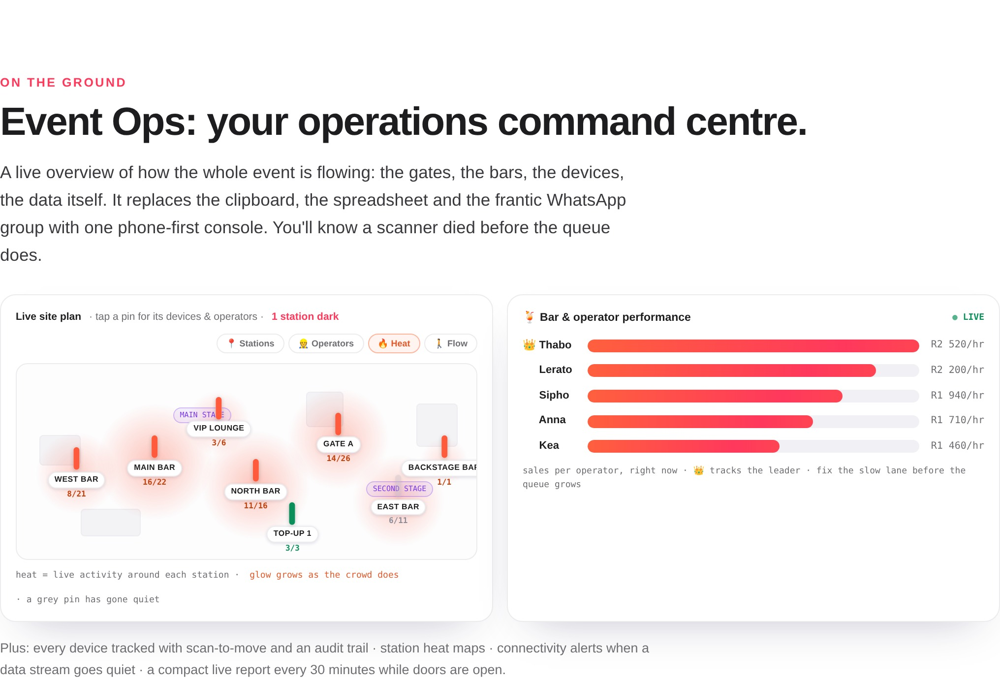 ON THE GROUND
Event Ops: your operations command centre.
A live overview of how the whole event is flowing: the gates, the bars, the devices,
the data itself. It replaces the clipboard, the spreadsheet and the frantic WhatsApp
group with one phone-first console. You'll know a scanner died before the queue
does.
Live site plan · tap a pin for its devices & operators · 1 station dark
📍 Stations
👷 Operators
🔥 Heat
🚶 Flow
MAIN STAGE
VIP LOUNGE
3/6
GATE A
14/26
MAIN BAR
16/22
BACKSTAGE BAR
1/1
WEST BAR
8/21
NORTH BAR
11/16
SECOND STAGE
EAST BAR
6/11
TOP-UP 1
3/3
heat = live activity around each station · glow grows as the crowd does
· a grey pin has gone quiet
🍹 Bar & operator performance
● LIVE
👑 Thabo R2 520/hr
Lerato R2 200/hr
Sipho R1 940/hr
Anna R1 710/hr
Kea R1 460/hr
sales per operator, right now · 👑 tracks the leader · fix the slow lane before the
queue grows
Plus: every device tracked with scan-to-move and an audit trail · station heat maps · connectivity alerts when a
data stream goes quiet · a compact live report every 30 minutes while doors are open.